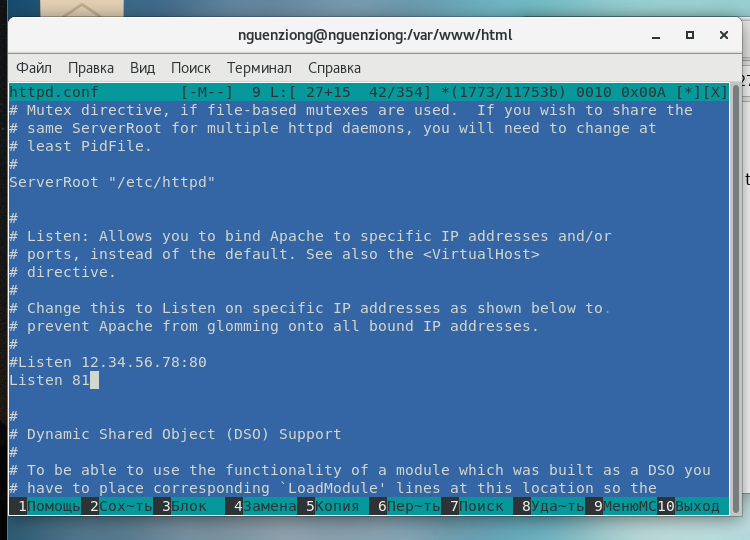 nguenziong@nguenziong:/var/www/html
Файл Правка Вид Поиск Терминал Справка
httpd.conf [-M--] 9 L:[ 27+15 42/354] *(1773/11753b) 0010 0x00A [*][X]
# Mutex directive, if file-based mutexes are used. If you wish to share the
# same ServerRoot for multiple httpd daemons, you will need to change at
# least PidFile.
#
ServerRoot "/etc/httpd"
#
# Listen: Allows you to bind Apache to specific IP addresses and/or
# ports, instead of the default. See also the <VirtualHost>
# directive.
#
# Change this to Listen on specific IP addresses as shown below to.
# prevent Apache from glomming onto all bound IP addresses.
#
#Listen 12.34.56.78:80
Listen 81
#
# Dynamic Shared Object (DSO) Support
#
# To be able to use the functionality of a module which was built as a DSO you
# have to place corresponding `LoadModule' lines at this location so the
1Помощь 2Сох~ть 3Блок 4Замена 5Копия 6Пер~ть 7Поиск 8Уда~ть 9МенюМС 10Выход